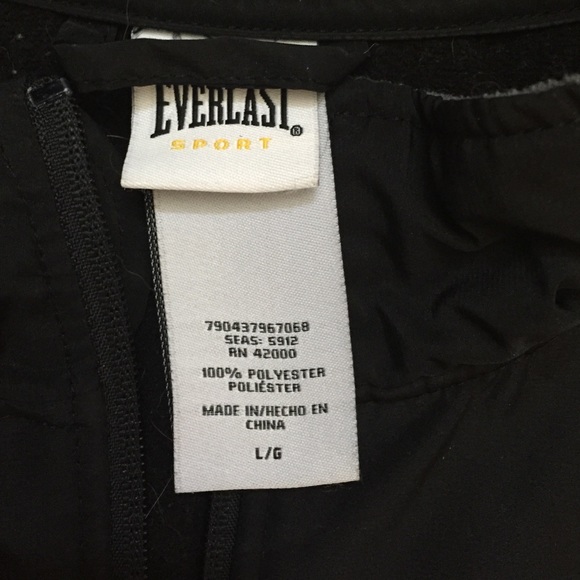 EVERLAST®
SPORT
790437967068
SEAS: 5912
RN 42000
100% POLYESTER
POLIÉSTER
MADE IN/HECHO EN
CHINA
L/G